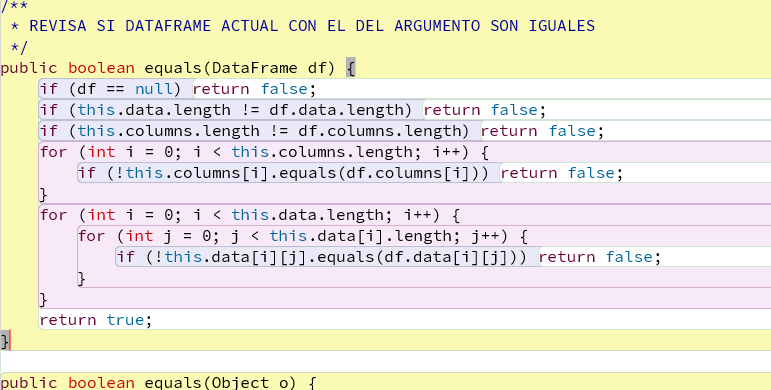 /**
 * REVISA SI DATAFRAME ACTUAL CON EL DEL ARGUMENTO SON IGUALES
 */
public boolean equals(DataFrame df) {
    if (df == null) return false;
    if (this.data.length != df.data.length) return false;
    if (this.columns.length != df.columns.length) return false;
    for (int i = 0; i < this.columns.length; i++) {
        if (!this.columns[i].equals(df.columns[i])) return false;
    }
    for (int i = 0; i < this.data.length; i++) {
        for (int j = 0; j < this.data[i].length; j++) {
            if (!this.data[i][j].equals(df.data[i][j])) return false;
        }
    }
    return true;
}
public boolean equals(Object o) {